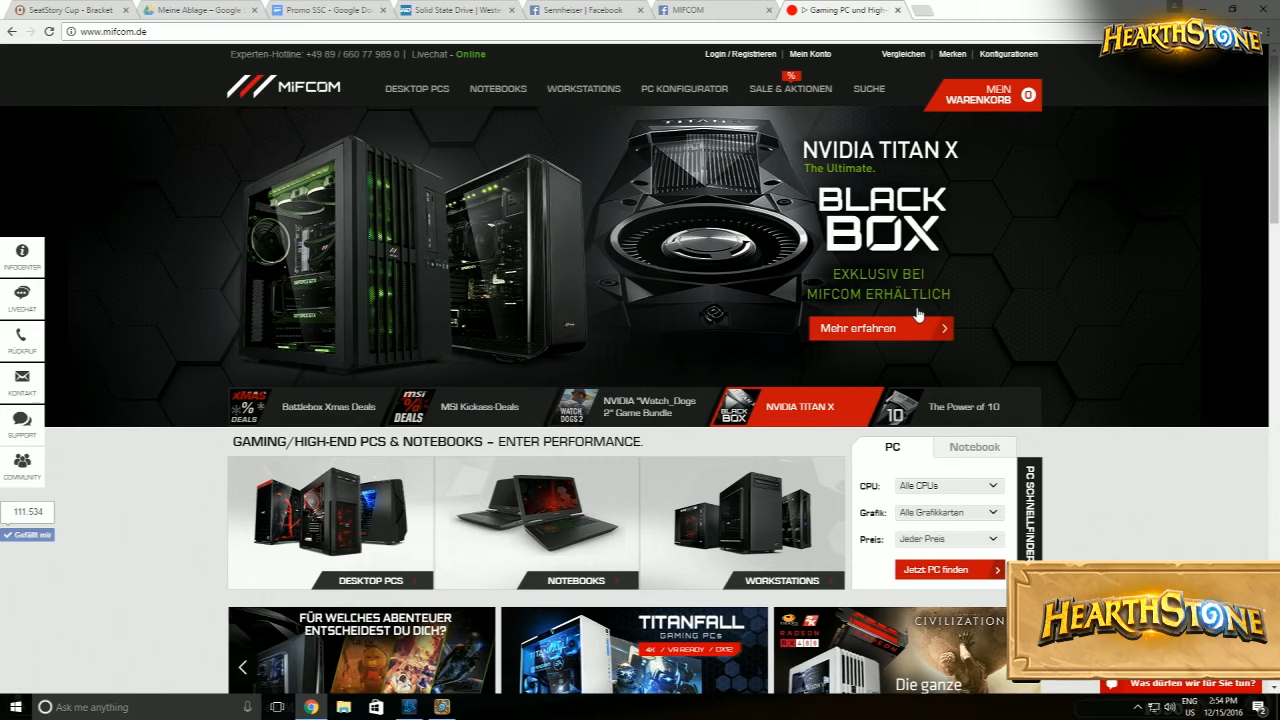 SeatStory Cup - Bracket
Meine Ablage – Google
Promo SSC – Google Do
Solid State Drive | Weste
Sennheiser | Facebook
MIFCOM
▷ Gaming PC und High-
www.mifcom.de
HEARTHSTONE
Experten-Hotline: +49 89 / 660 77 989 0 | Livechat – Online
Login / Registrieren | Mein Konto
Vergleichen | Merken | Konfigurationen
MIFCOM
DESKTOP PCS
NOTEBOOKS
WORKSTATIONS
PC KONFIGURATOR
%
SALE & AKTIONEN
SUCHE
MEIN
WARENKORB
0
TITAN X
NVIDIA TITAN X
The Ultimate.
BLACK
BOX
EXKLUSIV BEI
MIFCOM ERHÄLTLICH
Mehr erfahren
INFOCENTER
LIVECHAT
RÜCKRUF
KONTAKT
SUPPORT
COMMUNITY
111.534
Gefällt mir
XMAS
*%*
DEALS
Battlebox Xmas Deals
msi
%
DEALS
MSI Kickass-Deals
WATCH
DOGS 2
NVIDIA "Watch_Dogs
2" Game Bundle
BLACK
BOX
NVIDIA TITAN X
10
The Power of 10
GAMING/HIGH-END PCS & NOTEBOOKS – ENTER PERFORMANCE.
DESKTOP PCS
NOTEBOOKS
WORKSTATIONS
PC
Notebook
CPU:
Alle CPUs
Grafik:
Alle Grafikkarten
Preis:
Jeder Preis
Jetzt PC finden
PC SCHNELLFINDER
FÜR WELCHES ABENTEUER
ENTSCHEIDEST DU DICH?
TITANFALL
GAMING PCs
4K / VR READY / DX12
2K
RADEON
RX 480
CIVILIZATION
Die ganze
HEARTHSTONE
Was dürfen wir für Sie tun?
Ask me anything
ENG
US
2:54 PM
12/15/2016
2